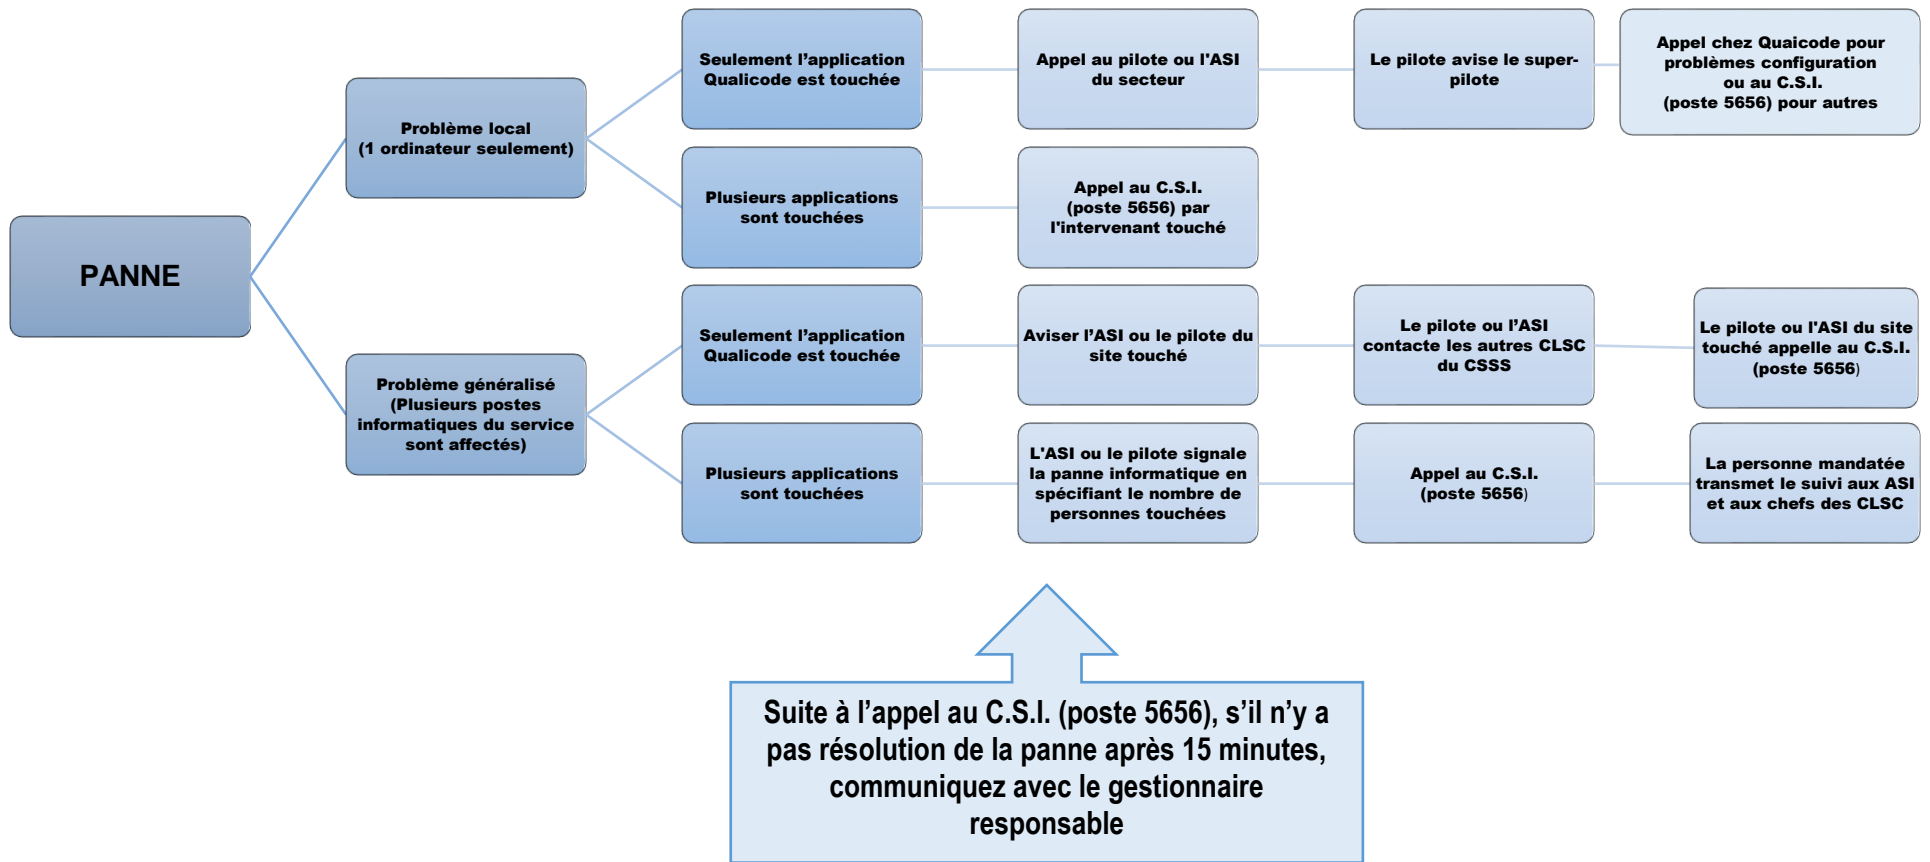 PANNE
Problème local
(1 ordinateur seulement)
Seulement l’application
Qualicode est touchée
Appel au pilote ou l'ASI
du secteur
Le pilote avise le super-
pilote
Appel chez Quaicode pour
problèmes configuration
ou au C.S.I.
(poste 5656) pour autres
Plusieurs applications
sont touchées
Appel au C.S.I.
(poste 5656) par
l'intervenant touché
Problème généralisé
(Plusieurs postes
informatiques du service
sont affectés)
Seulement l’application
Qualicode est touchée
Aviser l’ASI ou le pilote du
site touché
Le pilote ou l’ASI
contacte les autres CLSC
du CSSS
Le pilote ou l'ASI du site
touché appelle au C.S.I.
(poste 5656)
Plusieurs applications
sont touchées
L'ASI ou le pilote signale
la panne informatique en
spécifiant le nombre de
personnes touchées
Appel au C.S.I.
(poste 5656)
La personne mandatée
transmet le suivi aux ASI
et aux chefs des CLSC
Suite à l’appel au C.S.I. (poste 5656), s’il n’y a
pas résolution de la panne après 15 minutes,
communiquez avec le gestionnaire
responsable